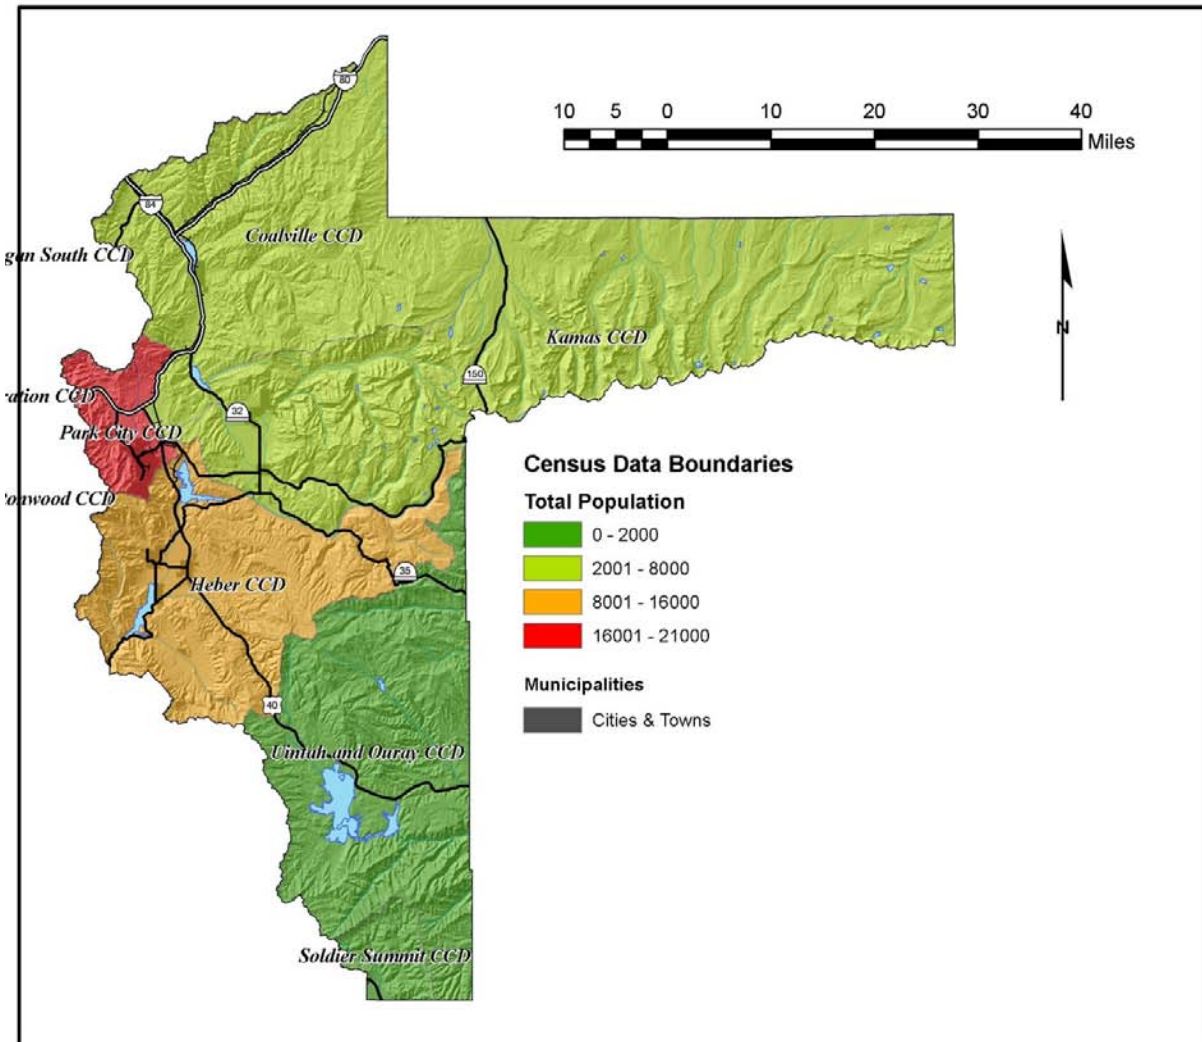 80
10 5 0 10 20 30 40
Miles
84
Coalville CCD
gan South CCD
N
Kamas CCD
150
ration CCD
32
Park City CCD
onwood CCD
Census Data Boundaries
Total Population
0 - 2000
2001 - 8000
8001 - 16000
16001 - 21000
35
Heber CCD
Municipalities
40
Cities & Towns
Uintah and Ouray CCD
Soldier Summit CCD